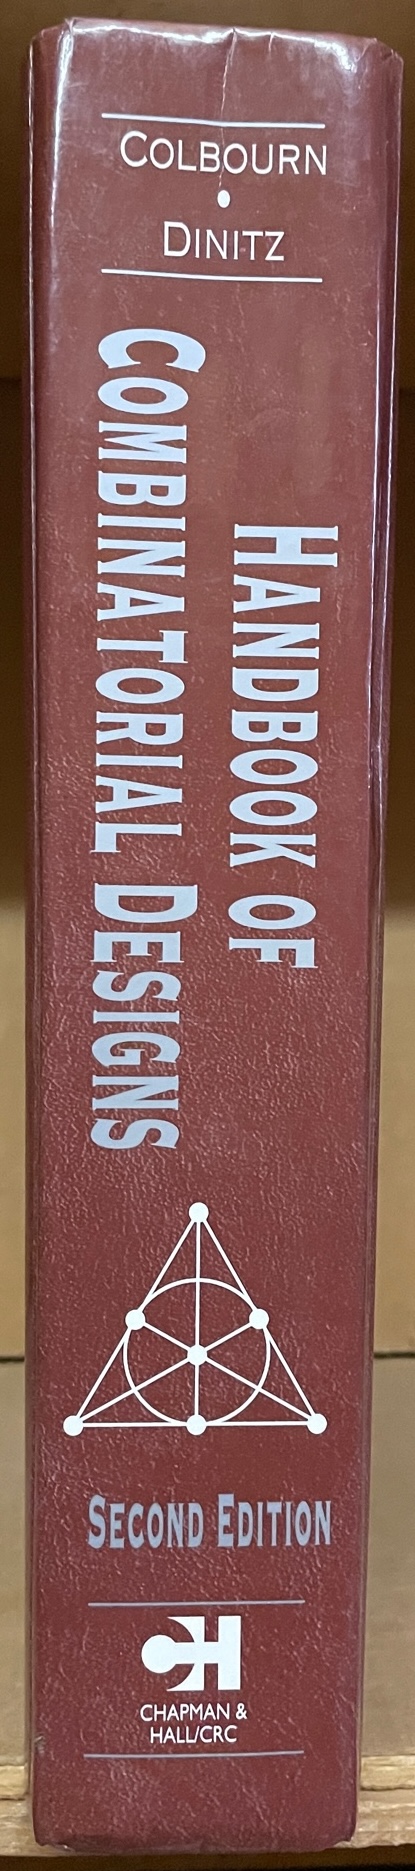 COLBOURN
•
DINITZ
HANDBOOK OF
COMBINATORIAL DESIGNS
SECOND EDITION
CH
CHAPMAN &
HALL/CRC